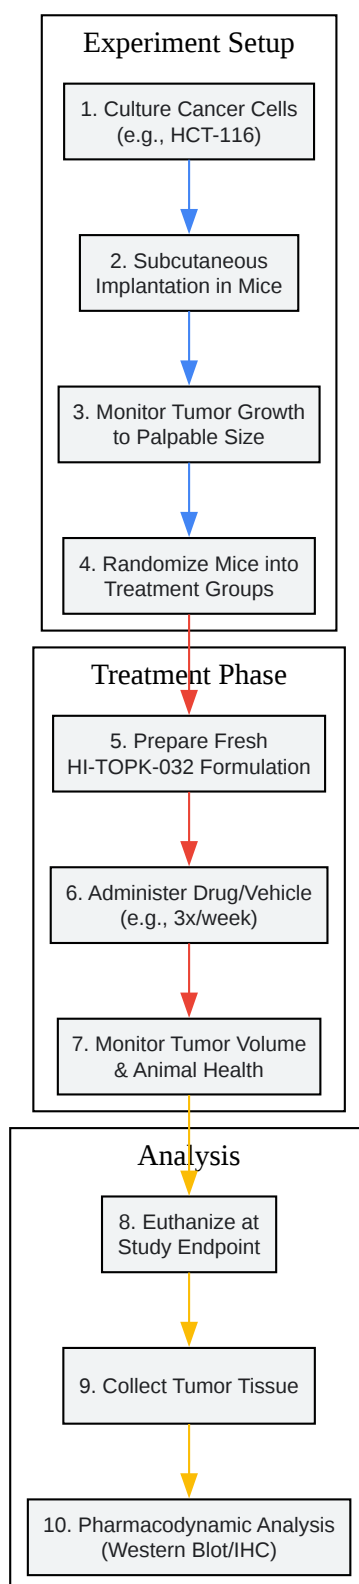 Experiment Setup
1. Culture Cancer Cells
(e.g., HCT-116)
2. Subcutaneous
Implantation in Mice
3. Monitor Tumor Growth
to Palpable Size
4. Randomize Mice into
Treatment Groups
Treatment Phase
5. Prepare Fresh
HI-TOPK-032 Formulation
6. Administer Drug/Vehicle
(e.g., 3x/week)
7. Monitor Tumor Volume
& Animal Health
Analysis
8. Euthanize at
Study Endpoint
9. Collect Tumor Tissue
10. Pharmacodynamic Analysis
(Western Blot/IHC)